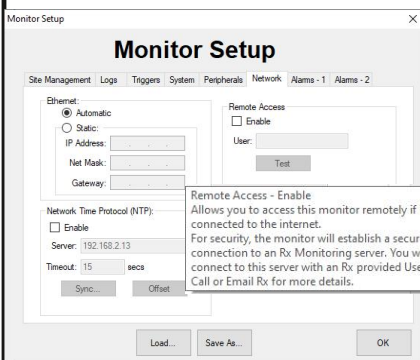 Monitor Setup
Monitor Setup
Site Management Logs Triggers System Peripherals Network Alarms - 1 Alarms - 2
Ethernet:
Automatic
Static:
IP Address:
Net Mask:
Gateway:
Remote Access
Enable
User:
Test
Remote Access - Enable
Allows you to access this monitor remotely if
connected to the internet.
For security, the monitor will establish a secur
connection to an Rx Monitoring server. You w
connect to this server with an Rx provided Use
Call or Email Rx for more details.
Network Time Protocol (NTP):
Enable
Server: 192.168.2.13
Timeout: 15 secs
Sync... Offset
Load... Save As... OK